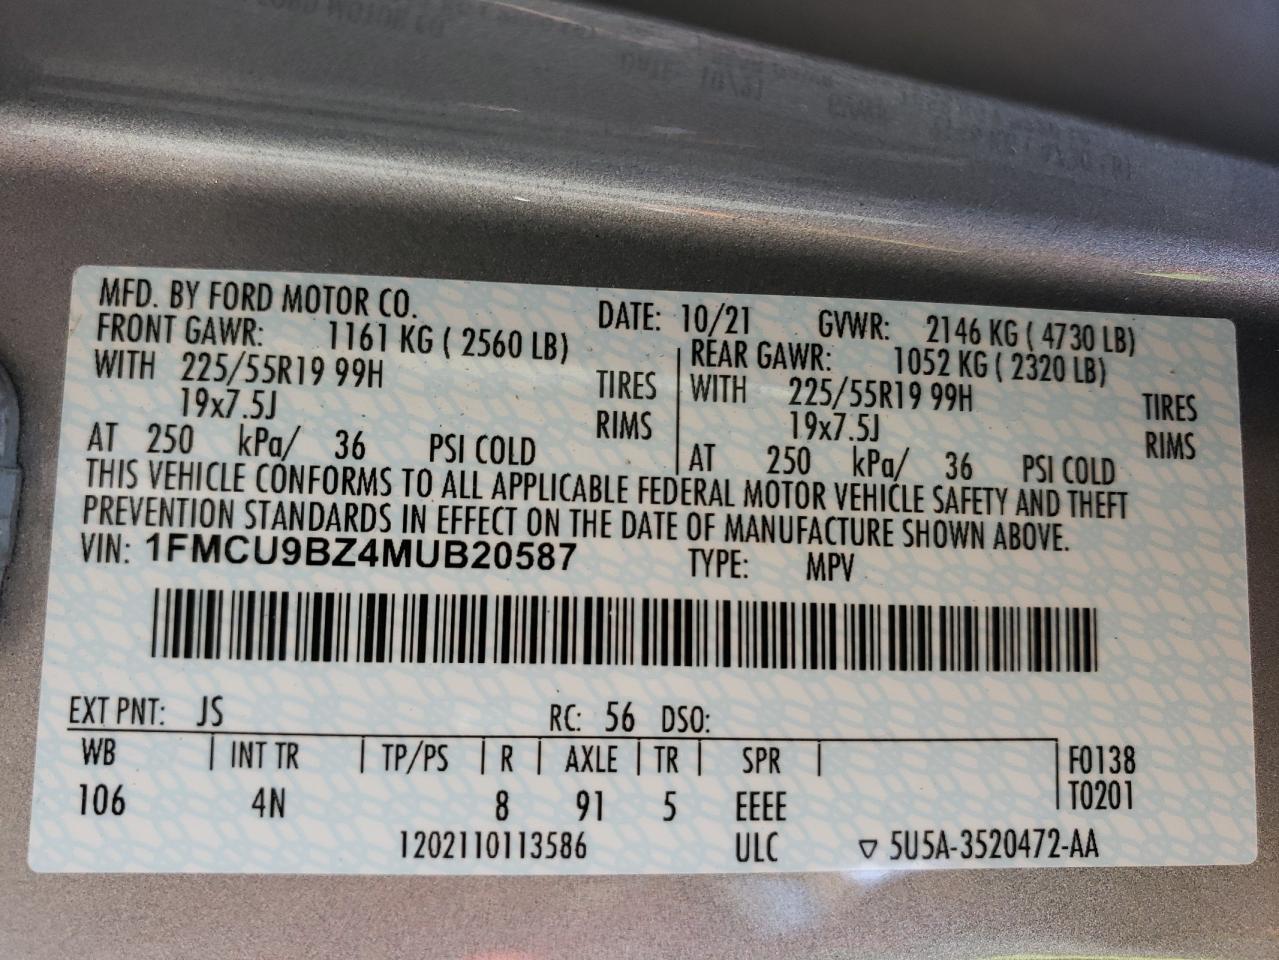 MFD. BY FORD MOTOR CO.
DATE: 10/21 GVWR: 2146 KG ( 4730 LB)
FRONT GAWR: 1161 KG ( 2560 LB)
REAR GAWR: 1052 KG ( 2320 LB)
WITH 225/55R19 99H TIRES
WITH 225/55R19 99H TIRES
19x7.5J RIMS
19x7.5J RIMS
AT 250 kPa/ 36 PSI COLD
AT 250 kPa/ 36 PSI COLD
THIS VEHICLE CONFORMS TO ALL APPLICABLE FEDERAL MOTOR VEHICLE SAFETY AND THEFT
PREVENTION STANDARDS IN EFFECT ON THE DATE OF MANUFACTURE SHOWN ABOVE.
VIN: 1FMCU9BZ4MUB20587 TYPE: MPV
EXT PNT: JS RC: 56 DSO:
WB INT TR TP/PS R AXLE TR SPR F0138
106 4N 8 91 5 EEEE T0201
1202110113586 ULC ▽ 5U5A-3520472-AA